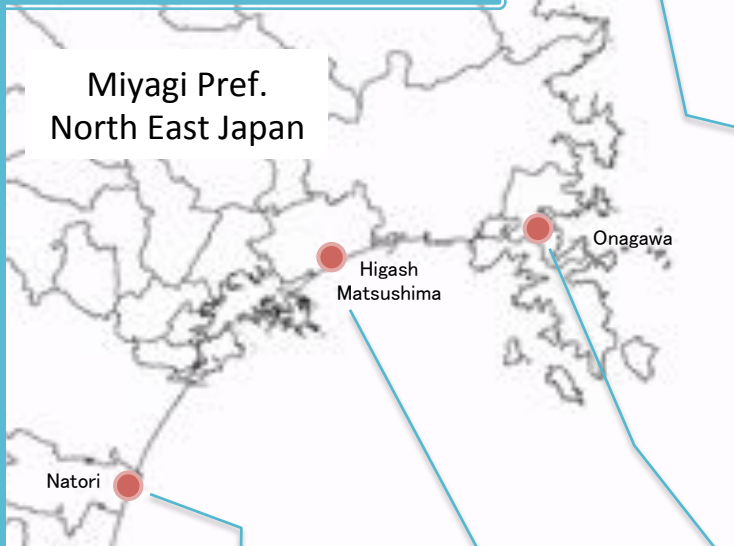 Miyagi Pref.
North East Japan
Onagawa
Higash
Matsushima
Natori